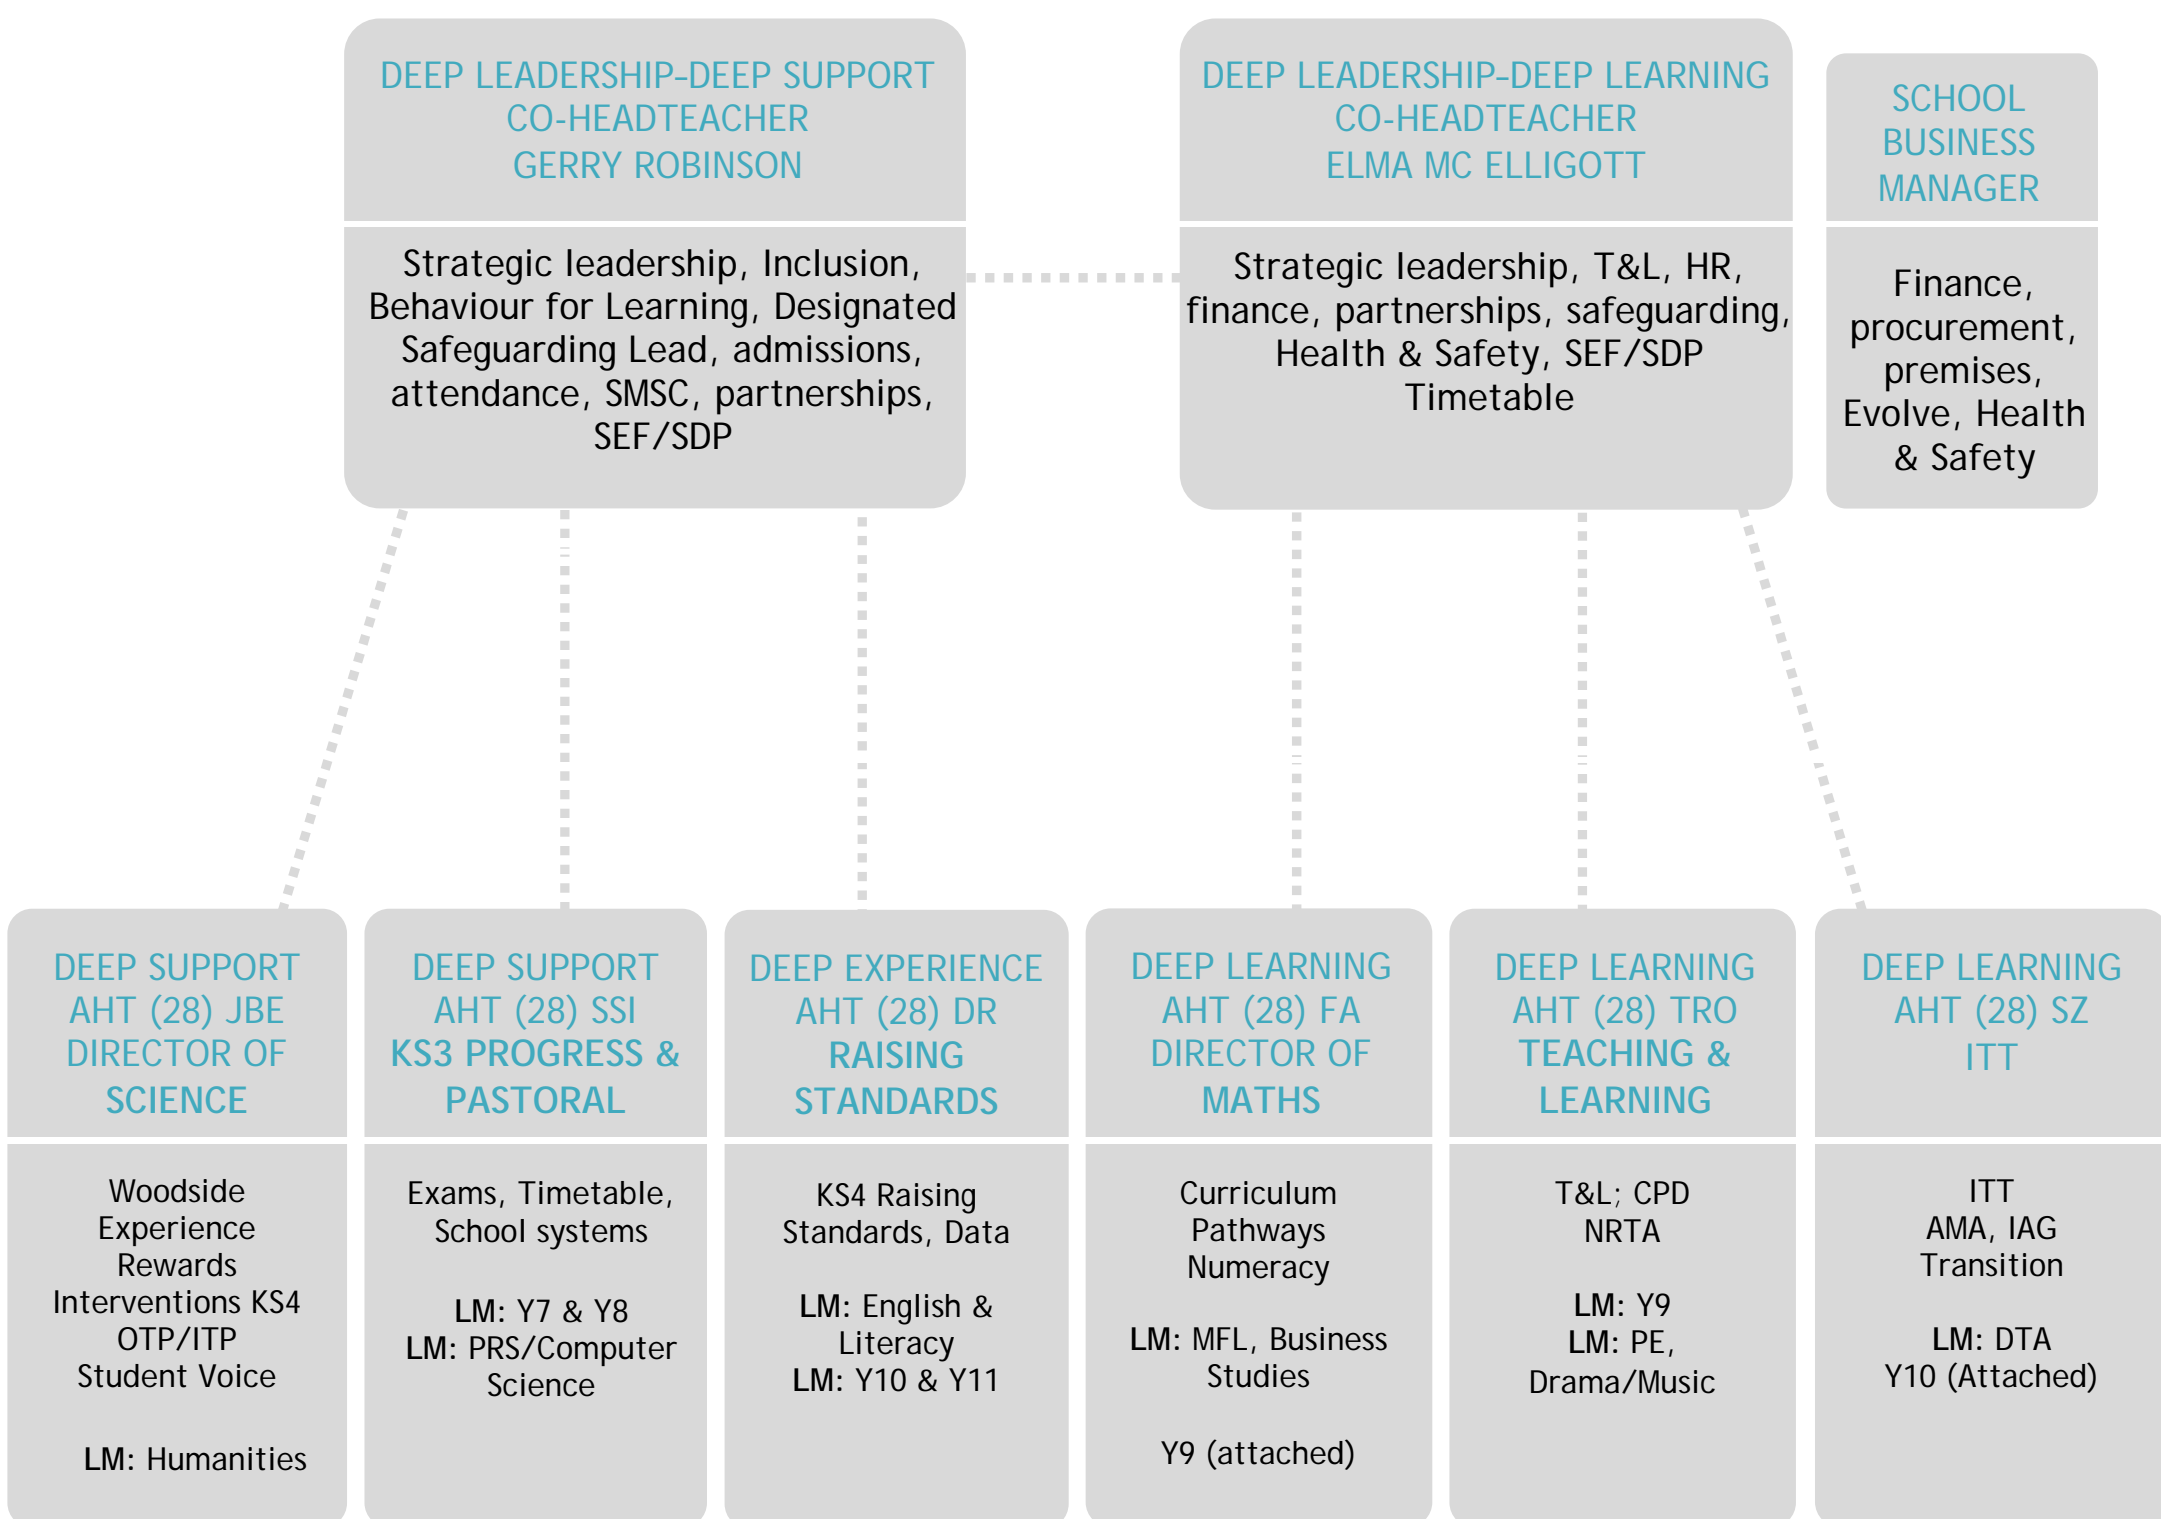 DEEP LEADERSHIP-DEEP SUPPORT
CO-HEADTEACHER
GERRY ROBINSON
Strategic leadership, Inclusion,
Behaviour for Learning, Designated
Safeguarding Lead, admissions,
attendance, SMSC, partnerships,
SEF/SDP
DEEP LEADERSHIP-DEEP LEARNING
CO-HEADTEACHER
ELMA MC ELLIGOTT
Strategic leadership, T&L, HR,
finance, partnerships, safeguarding,
Health & Safety, SEF/SDP
Timetable
SCHOOL
BUSINESS
MANAGER
Finance,
procurement,
premises,
Evolve, Health
& Safety
DEEP SUPPORT
AHT (28) JBE
DIRECTOR OF
SCIENCE
Woodside
Experience
Rewards
Interventions KS4
OTP/ITP
Student Voice
LM: Humanities
DEEP SUPPORT
AHT (28) SSI
KS3 PROGRESS &
PASTORAL
Exams, Timetable,
School systems
LM: Y7 & Y8
LM: PRS/Computer
Science
DEEP EXPERIENCE
AHT (28) DR
RAISING
STANDARDS
KS4 Raising
Standards, Data
LM: English &
Literacy
LM: Y10 & Y11
DEEP LEARNING
AHT (28) FA
DIRECTOR OF
MATHS
Curriculum
Pathways
Numeracy
LM: MFL, Business
Studies
Y9 (attached)
DEEP LEARNING
AHT (28) TRO
TEACHING &
LEARNING
T&L; CPD
NRTA
LM: Y9
LM: PE,
Drama/Music
DEEP LEARNING
AHT (28) SZ
ITT
ITT
AMA, IAG
Transition
LM: DTA
Y10 (Attached)